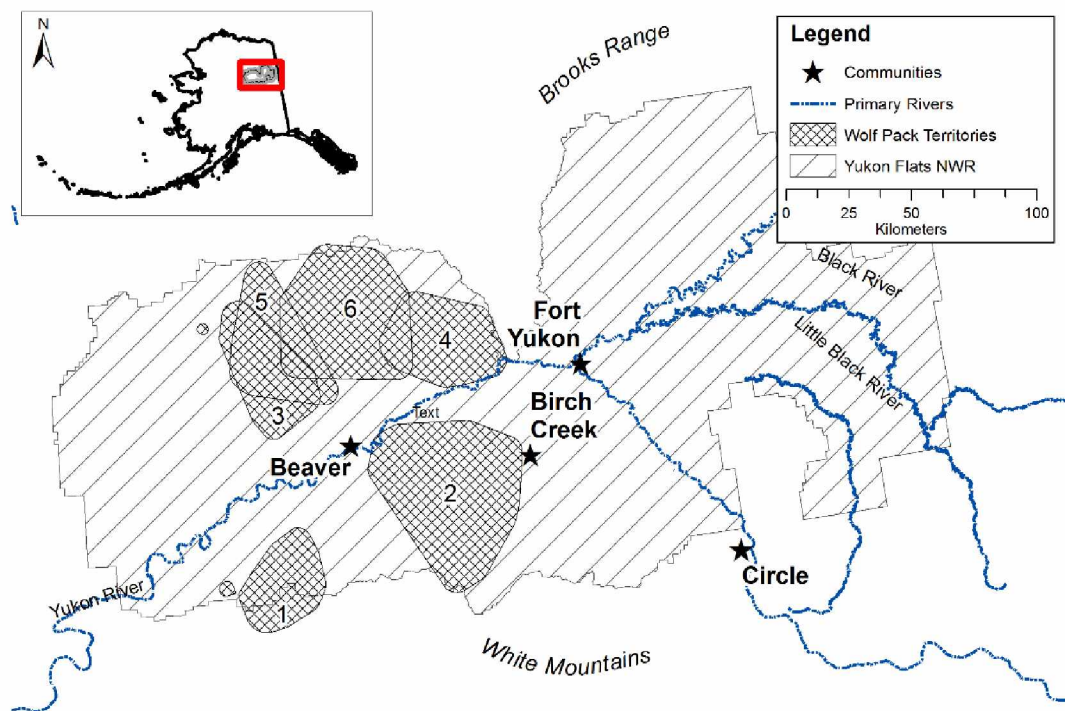 N
Brooks Range
Legend
Communities
Primary Rivers
Wolf Pack Territories
Yukon Flats NWR
0 25 50 100
Kilometers
Black River
Little Black River
5
6
4
3
Fort
Yukon
Text
Birch
Creek
Beaver
2
1
Circle
Yukon River
White Mountains